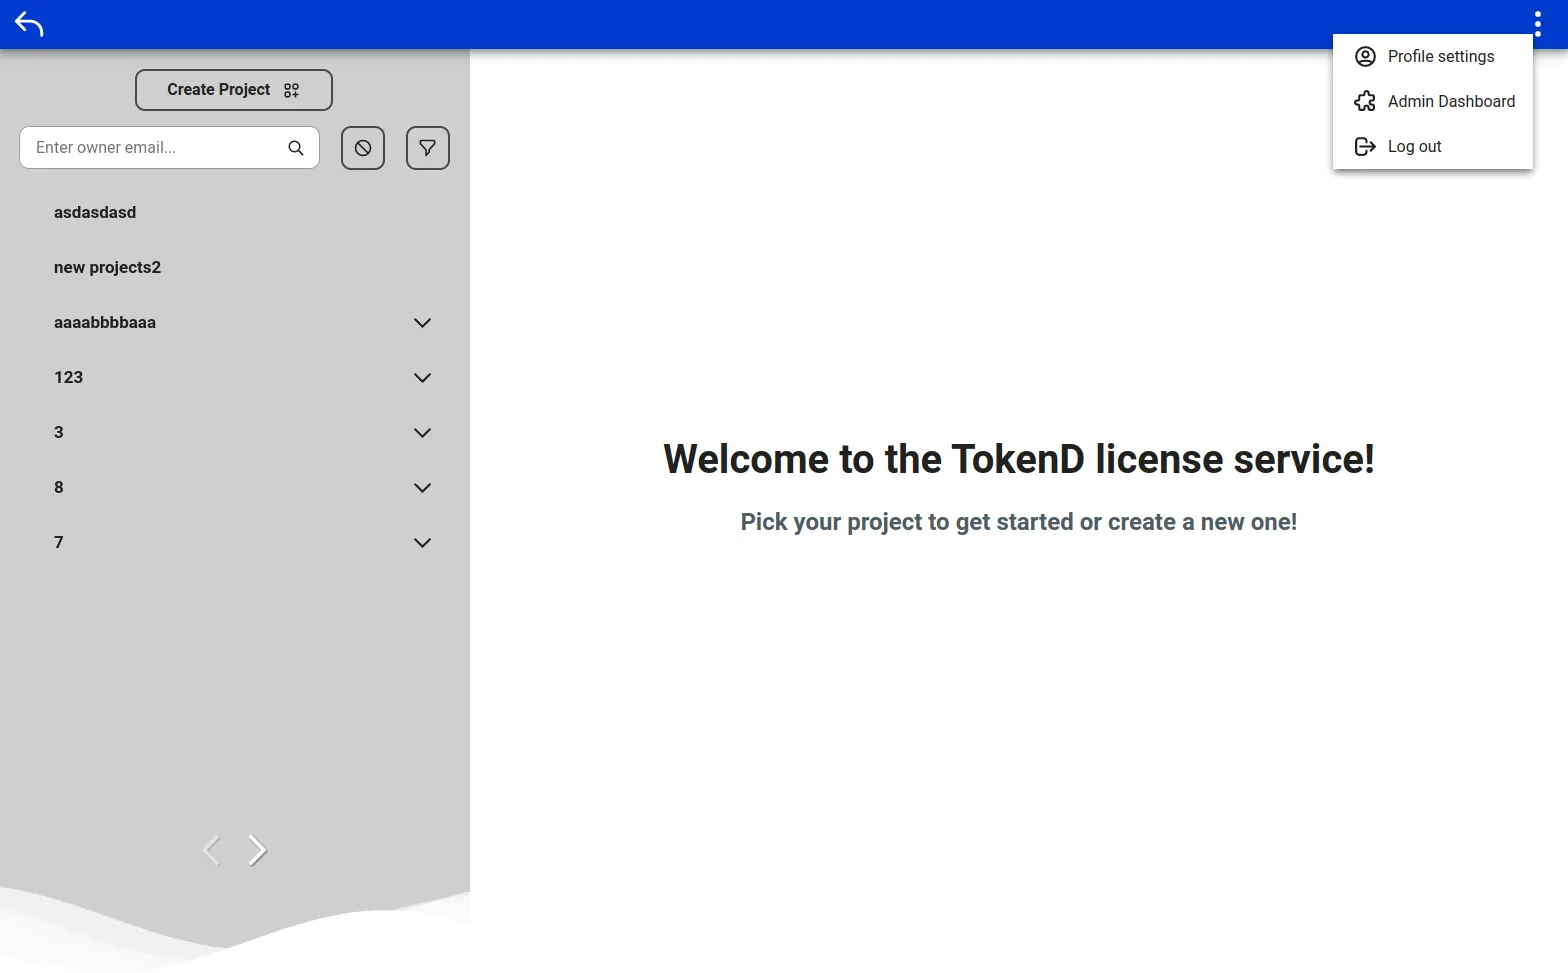 Profile settings
Admin Dashboard
Log out
Create Project
Enter owner email...
asdasdasd
new projects2
aaaabbbbaaa
123
3
8
7
Welcome to the TokenD license service!
Pick your project to get started or create a new one!